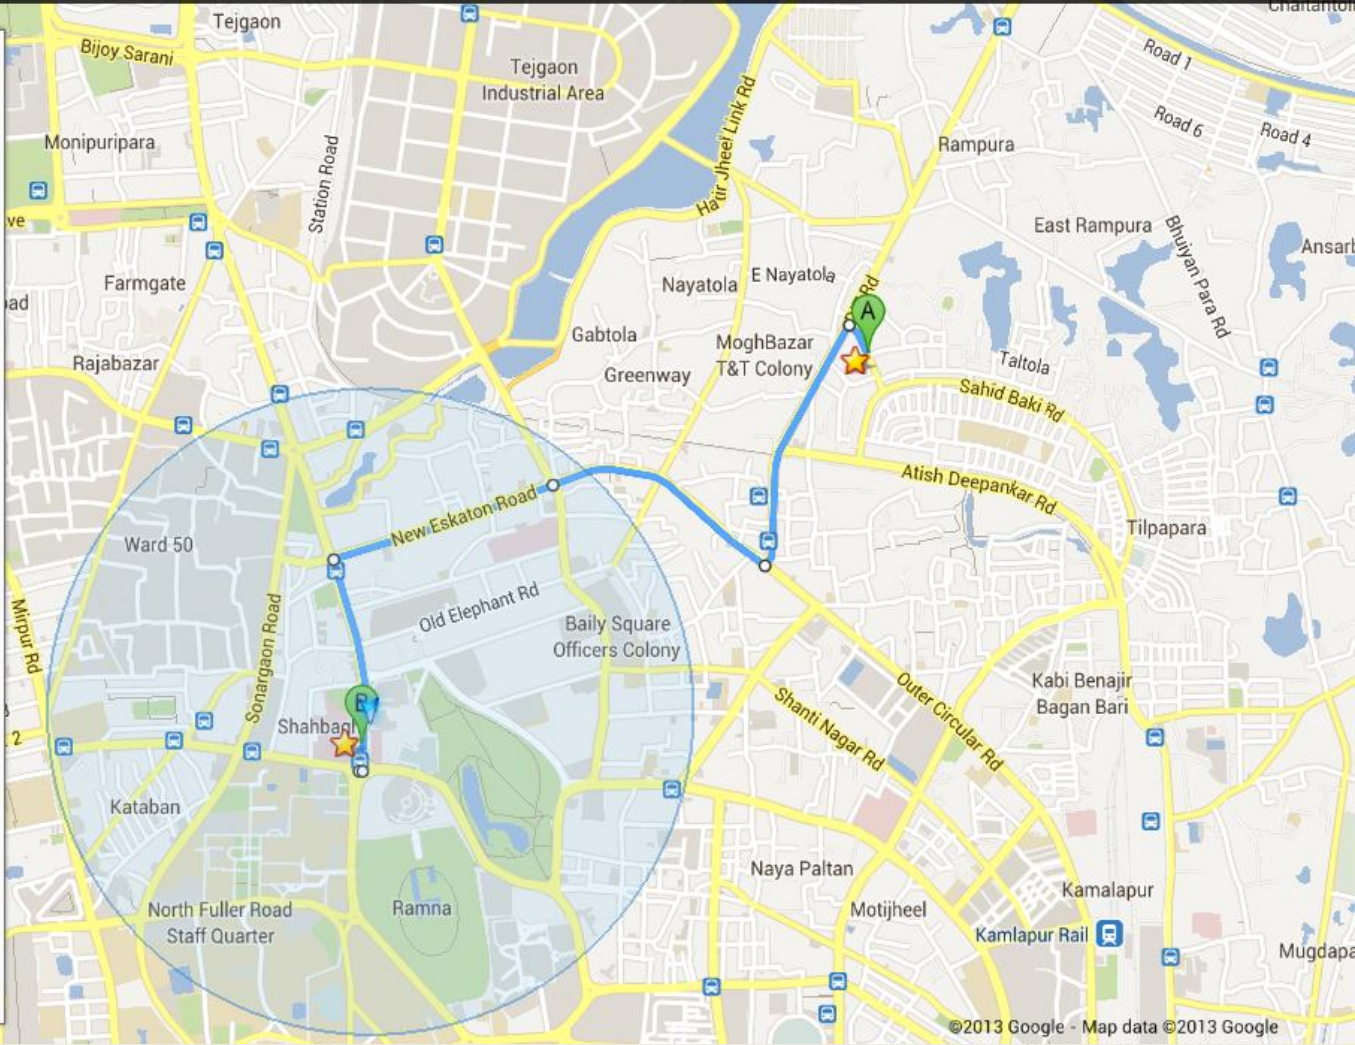 Tejgaon
Bijoy Sarani
Tejgaon
Industrial Area
Road 1
Road 6
Road 4
Monipuripara
Station Road
Hatir Jheel Link Rd
Rampura
ve
East Rampura
Bhuiyan Para Rd
Farmgate
Nayatola
E Nayatola
Rd
A
Rajabazar
Gabtola
Greenway
MoghBazar
T&T Colony
Taltola
Sahid Baki Rd
Atish Deepankar Rd
New Eskaton Road
Ward 50
Tilpapara
Mirpur Rd
Sonargaon Road
Old Elephant Rd
Baily Square
Officers Colony
Outer Circular Rd
Kabi Benajir
Bagan Bari
Shanti Nagar Rd
B
Shahbagh
2
Kataban
Naya Paltan
Kamalapur
North Fuller Road
Staff Quarter
Ramna
Motijheel
Kamlapur Rail
©2013 Google - Map data ©2013 Google